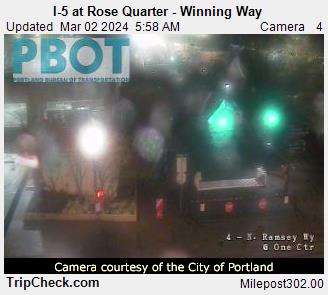 I-5 at Rose Quarter - Winning Way
Updated Mar 02 2024 5:58 AM Camera 4
PBOT
PORTLAND BUREAU OF TRANSPORTATION
4 - N. Ramsey Wy
@ One Ctr
Camera courtesy of the City of Portland
TripCheck.com Milepost302.00